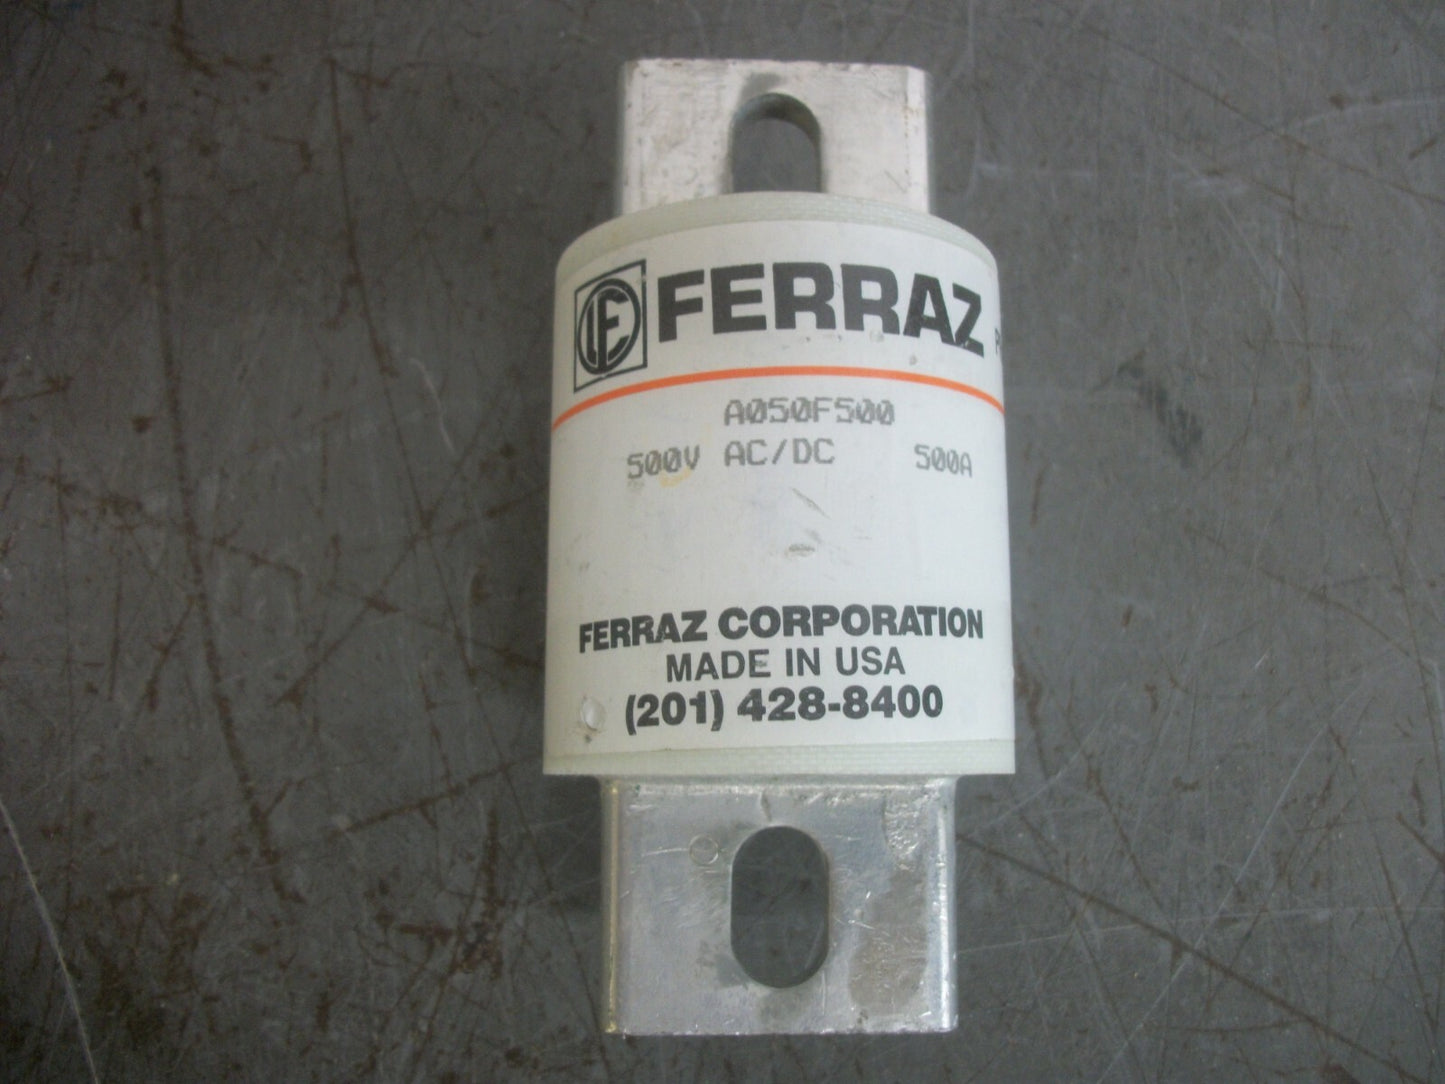 FERRAZ
A050F500
500V AC/DC 500A
FERRAZ CORPORATION
MADE IN USA
(201) 428-8400